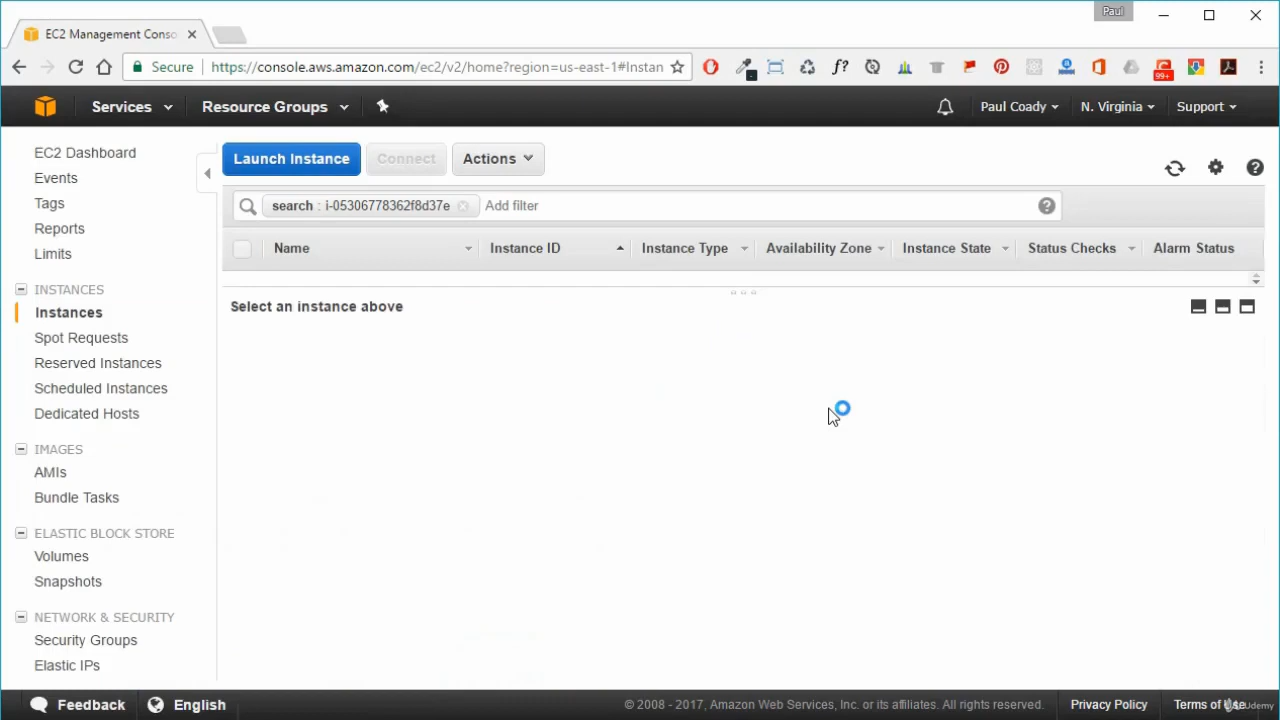 Paul
EC2 Management Conso
Secure https://console.aws.amazon.com/ec2/v2/home?region=us-east-1#Instan
f?
99+
Services Resource Groups Paul Coady N. Virginia Support
EC2 Dashboard
Events
Tags
Reports
Limits
INSTANCES
Instances
Spot Requests
Reserved Instances
Scheduled Instances
Dedicated Hosts
IMAGES
AMIs
Bundle Tasks
ELASTIC BLOCK STORE
Volumes
Snapshots
NETWORK & SECURITY
Security Groups
Elastic IPs
Launch Instance Connect Actions
search : i-05306778362f8d37e Add filter
Name Instance ID Instance Type Availability Zone Instance State Status Checks Alarm Status
Select an instance above
Feedback English © 2008 - 2017, Amazon Web Services, Inc. or its affiliates. All rights reserved. Privacy Policy Terms of Use
Udemy